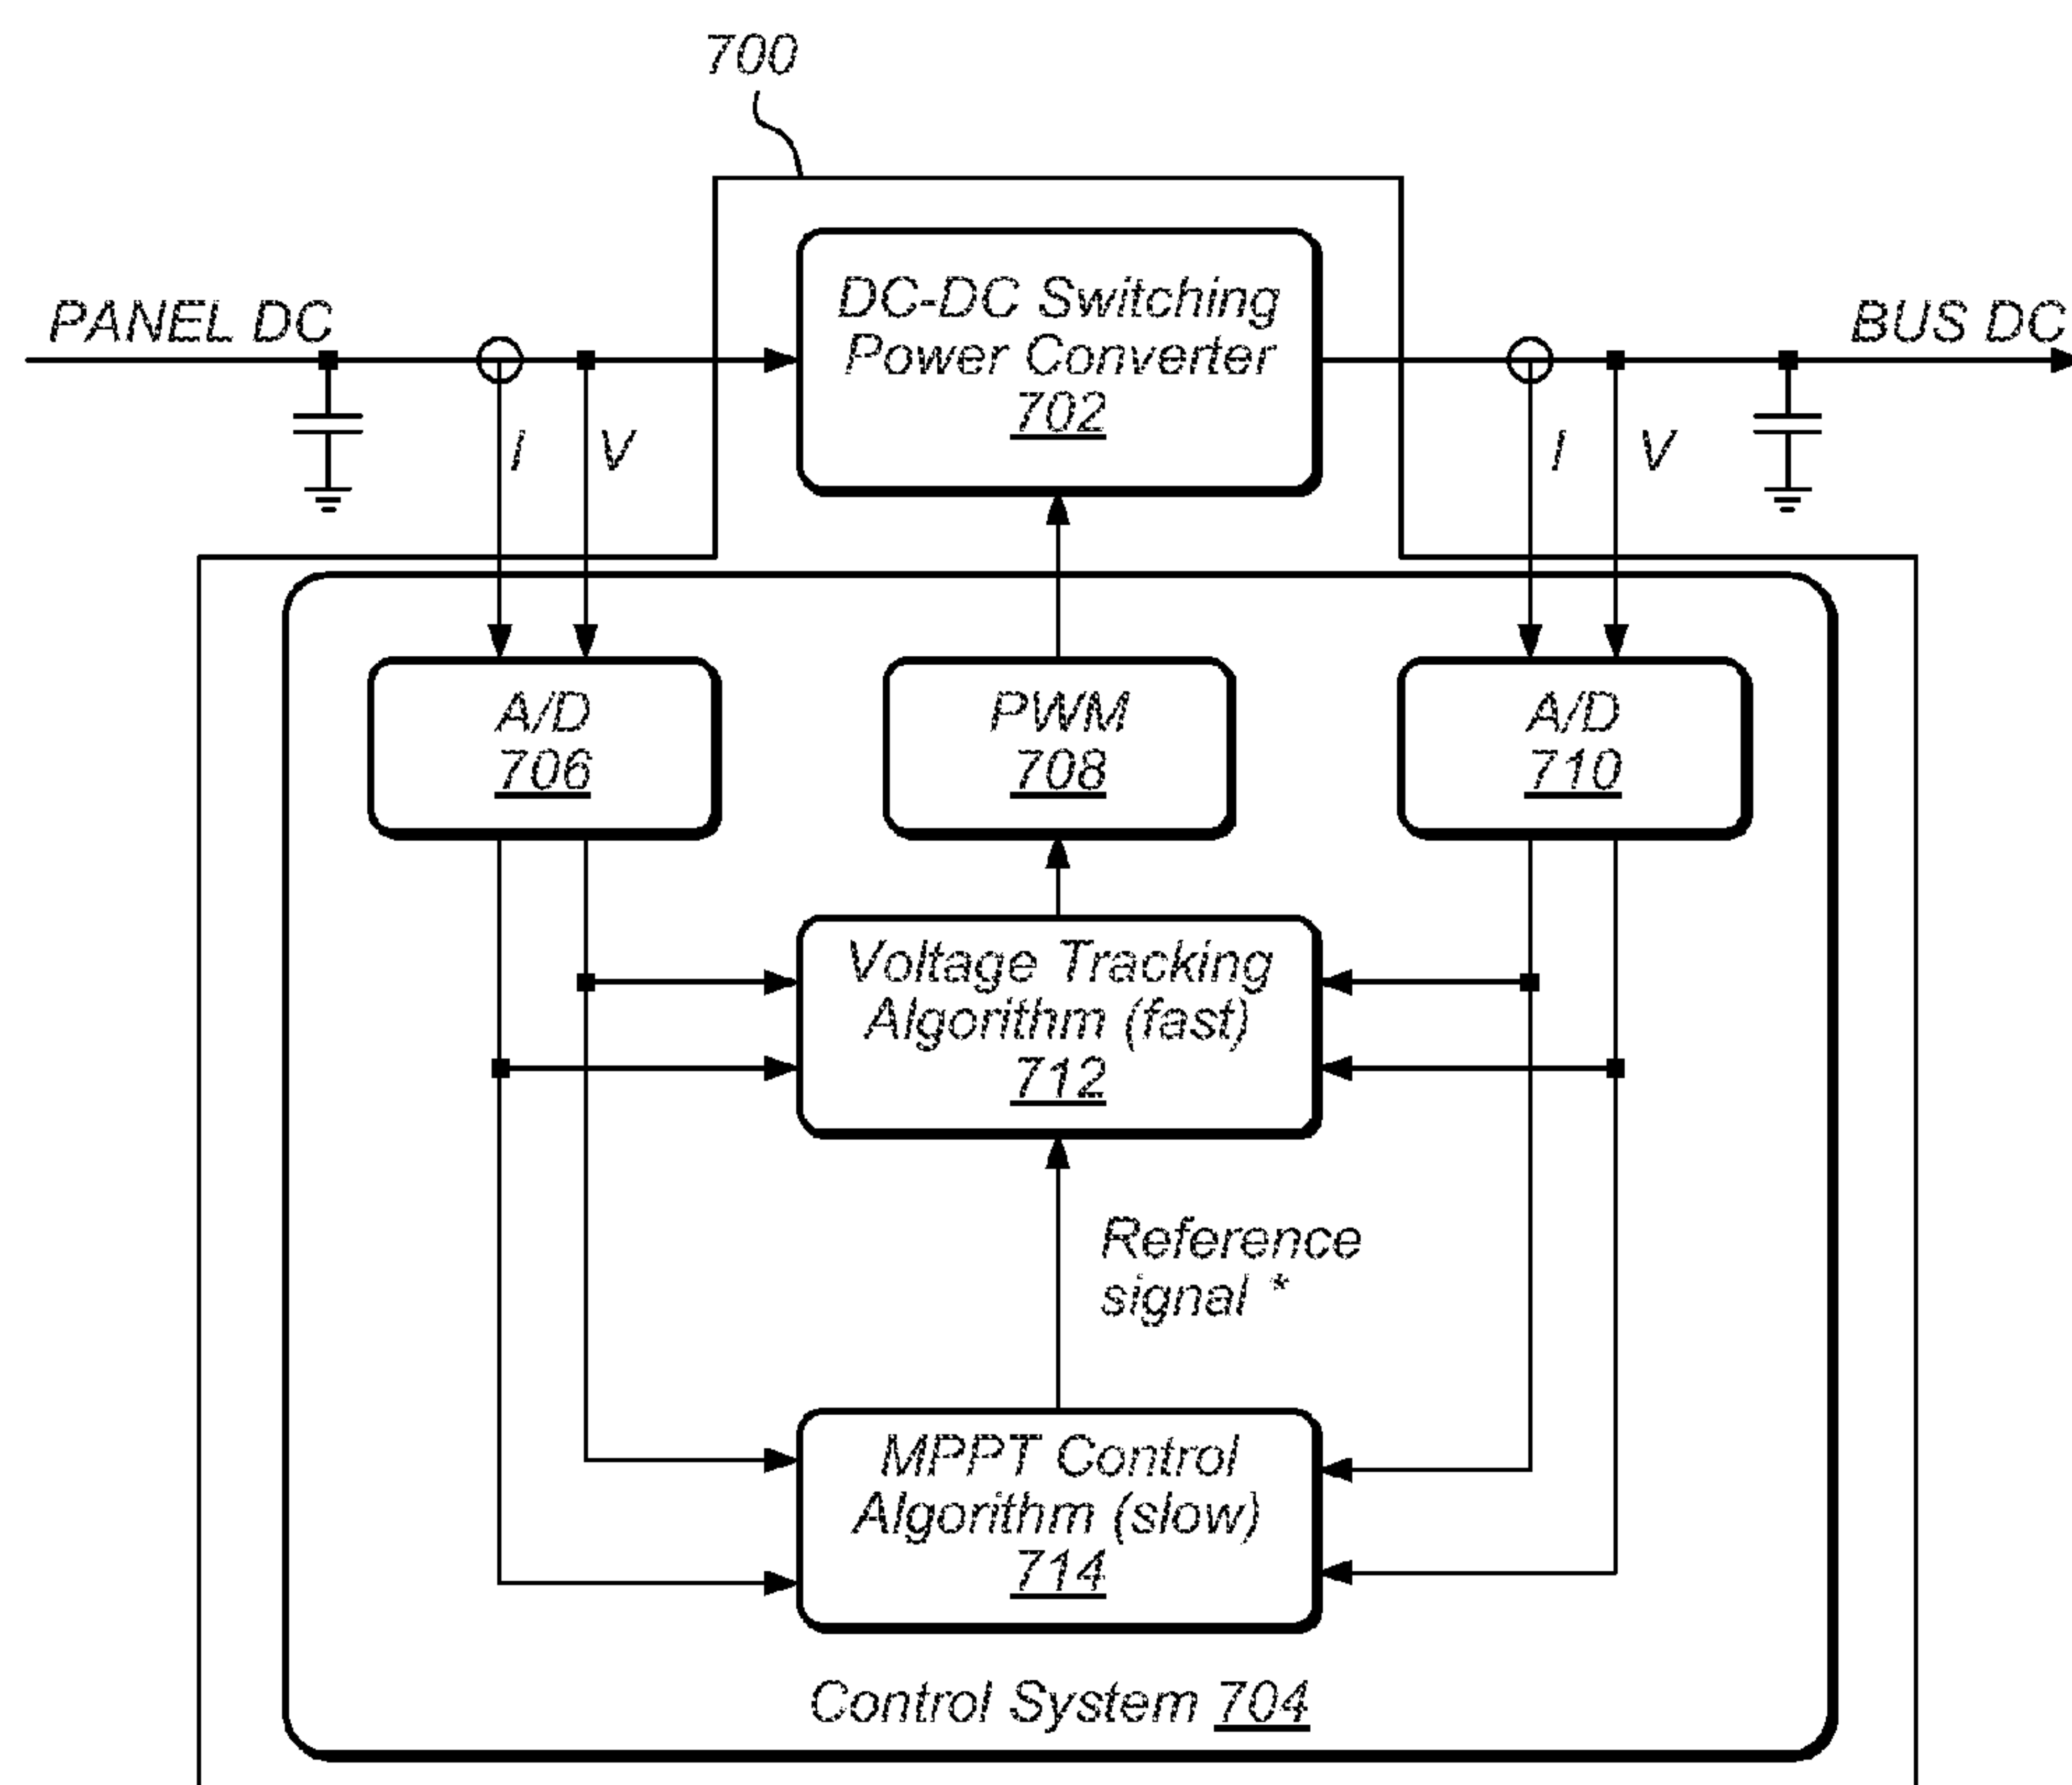 700
PANEL DC
DC-DC Switching
Power Converter
702
BUS DC
I
V
I
V
A/D
706
PWM
708
A/D
710
Voltage Tracking
Algorithm (fast)
712
Reference
signal *
MPPT Control
Algorithm (slow)
714
Control System 704